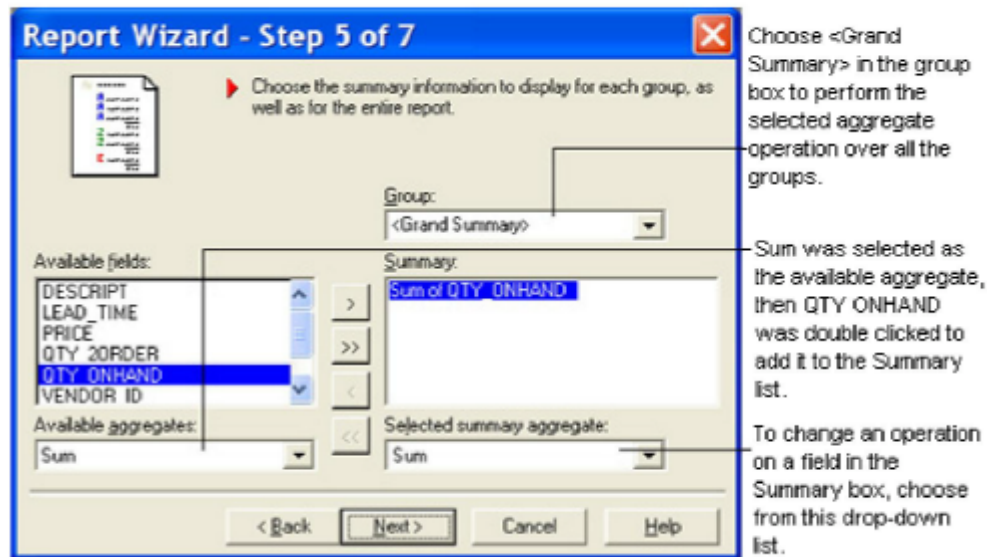 Report Wizard - Step 5 of 7
Choose the summary information to display for each group, as
well as for the entire report.
Group:
<Grand Summary>
Available fields:
DESCRIPT
LEAD_TIME
PRICE
QTY_2ORDER
QTY_ONHAND
VENDOR_ID
Summary:
Sum of QTY_ONHAND
>
>>
<
<<
Available aggregates:
Sum
Selected summary aggregate:
Sum
< Back
Next >
Cancel
Help
Choose <Grand
Summary> in the group
box to perform the
selected aggregate
operation over all the
groups.
Sum was selected as
the available aggregate,
then QTY ONHAND
was double clicked to
add it to the Summary
list.
To change an operation
on a field in the
Summary box, choose
from this drop-down
list.